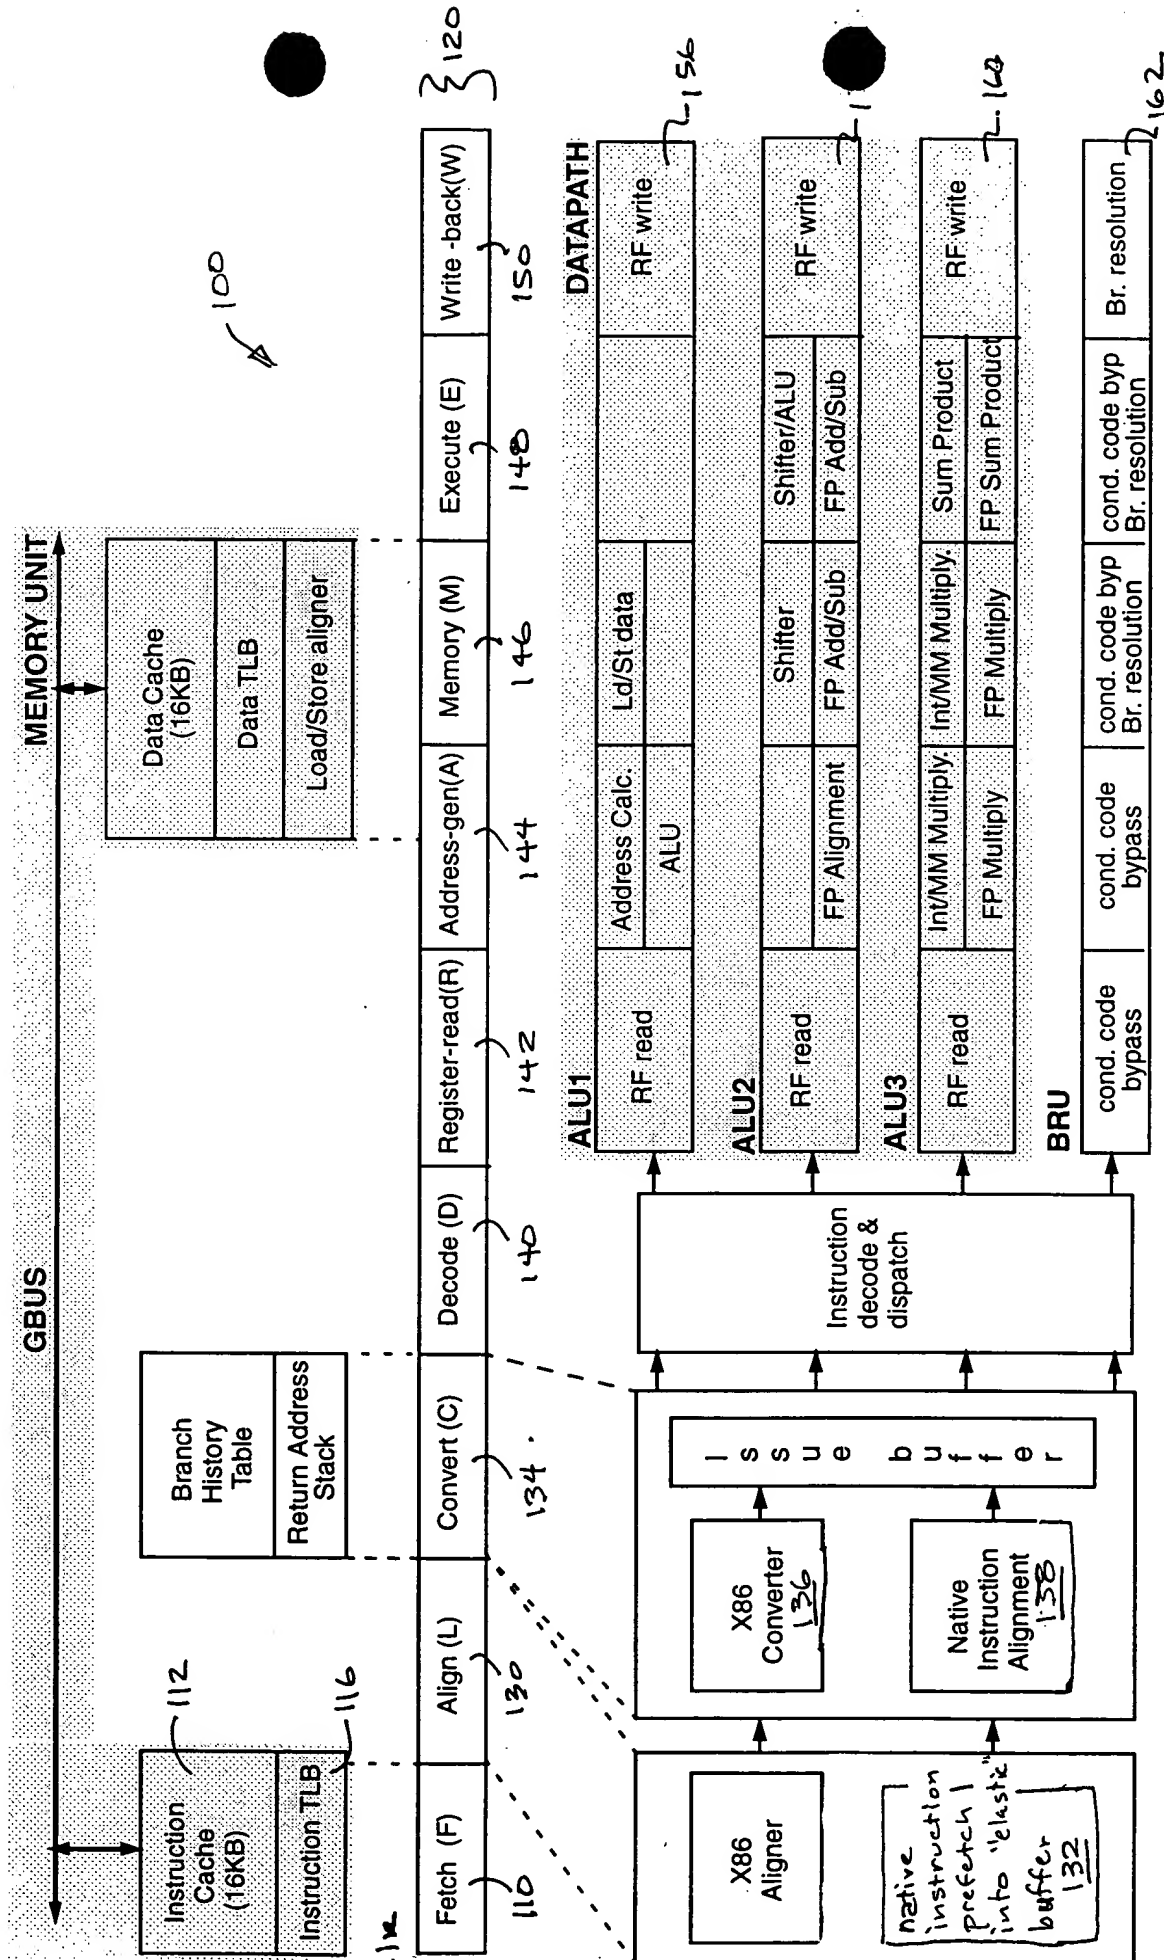 GBUS
MEMORY UNIT
100
Instruction
Cache
(16KB)
112
Instruction TLB
116
Branch
History
Table
Return Address
Stack
Data Cache
(16KB)
Data TLB
Load/Store aligner
Fetch (F)
Align (L)
Convert (C)
Decode (D)
Register-read(R)
Address-gen(A)
Memory (M)
Execute (E)
Write -back(W)
120
110
130
134
140
142
144
146
148
150
X86
Aligner
native
instruction
prefetch
into "elastic"
buffer
132
X86
Converter
136
Native
Instruction
Alignment
138
Issue
buffer
Instruction
decode &
dispatch
DATAPATH
ALU1
RF read
Address Calc.
Ld/St data
ALU
RF write
156
ALU2
RF read
Shifter
Shifter/ALU
FP Alignment
FP Add/Sub
FP Add/Sub
RF write
ALU3
RF read
Int/MM Multiply.
Int/MM Multiply.
Sum Product
FP Multiply
FP Multiply
FP Sum Product
RF write
BRU
cond. code
bypass
cond. code
bypass
cond. code byp
Br. resolution
cond. code byp
Br. resolution
Br. resolution
162